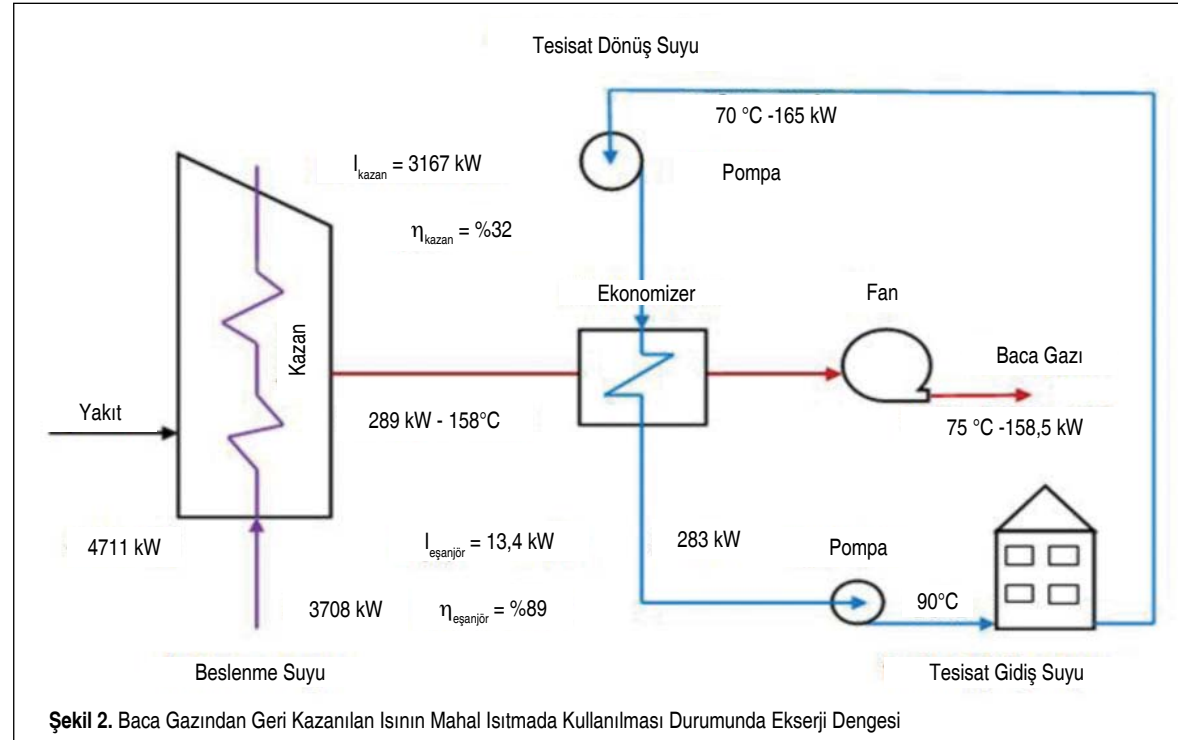 Tesisat Dönüş Suyu
70 °C -165 kW
I_kazan = 3167 kW
Pompa
η_kazan = %32
Ekonomizer
Fan
Kazan
Baca Gazı
Yakıt
289 kW - 158°C
75 °C -158,5 kW
4711 kW
I_eşanjör = 13,4 kW
283 kW
Pompa
3708 kW
η_eşanjör = %89
90°C
Beslenme Suyu
Tesisat Gidiş Suyu
Şekil 2. Baca Gazından Geri Kazanılan Isının Mahal Isıtmada Kullanılması Durumunda Ekserji Dengesi